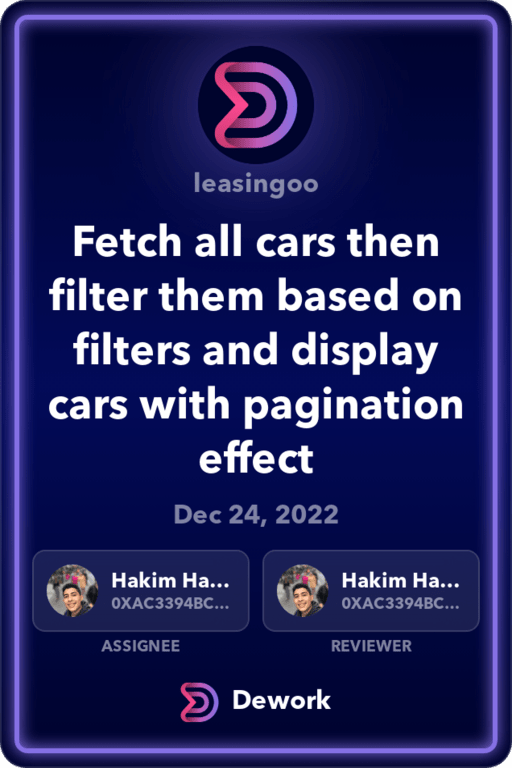 leasingoo
Fetch all cars then
filter them based on
filters and display
cars with pagination
effect
Dec 24, 2022
Hakim Ha...
0XAC3394BC...
ASSIGNEE
Hakim Ha...
0XAC3394BC...
REVIEWER
Dework